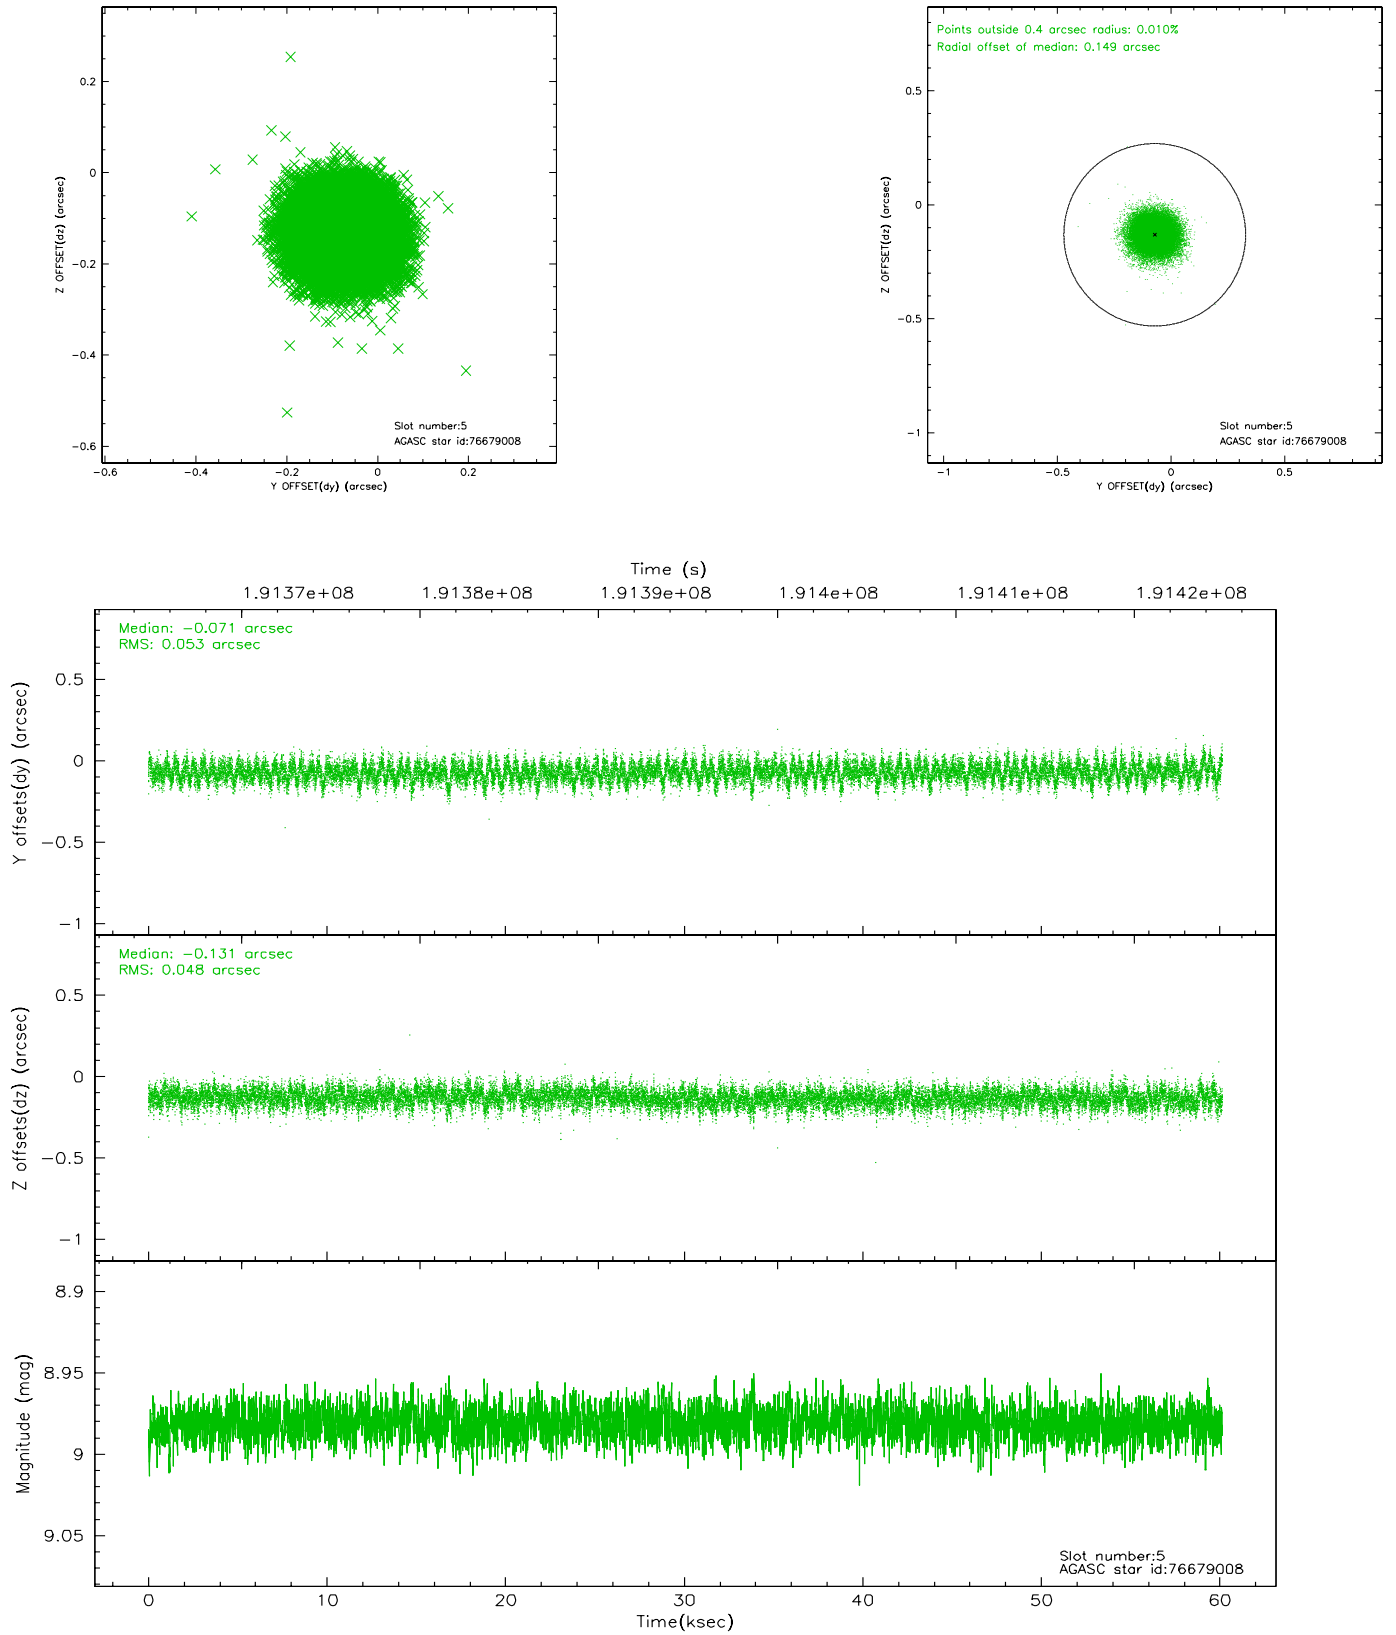 0.2
0
−0.2
−0.4
−0.6
Z OFFSET(dz) (arcsec)
Slot number:5
AGASC star id:76679008
−0.6
−0.4
−0.2
0
0.2
Y OFFSET(dy) (arcsec)
Points outside 0.4 arcsec radius: 0.010%
Radial offset of median: 0.149 arcsec
0.5
0
−0.5
−1
Z OFFSET(dz) (arcsec)
Slot number:5
AGASC star id:76679008
−1
−0.5
0
0.5
Y OFFSET(dy) (arcsec)
Time (s)
1.9137e+08
1.9138e+08
1.9139e+08
1.914e+08
1.9141e+08
1.9142e+08
Median: −0.071 arcsec
RMS: 0.053 arcsec
0.5
0
−0.5
−1
Y offsets(dy) (arcsec)
Median: −0.131 arcsec
RMS: 0.048 arcsec
0.5
0
−0.5
−1
Z offsets(dz) (arcsec)
8.9
8.95
9
9.05
Magnitude (mag)
Slot number:5
AGASC star id:76679008
0
10
20
30
40
50
60
Time(ksec)